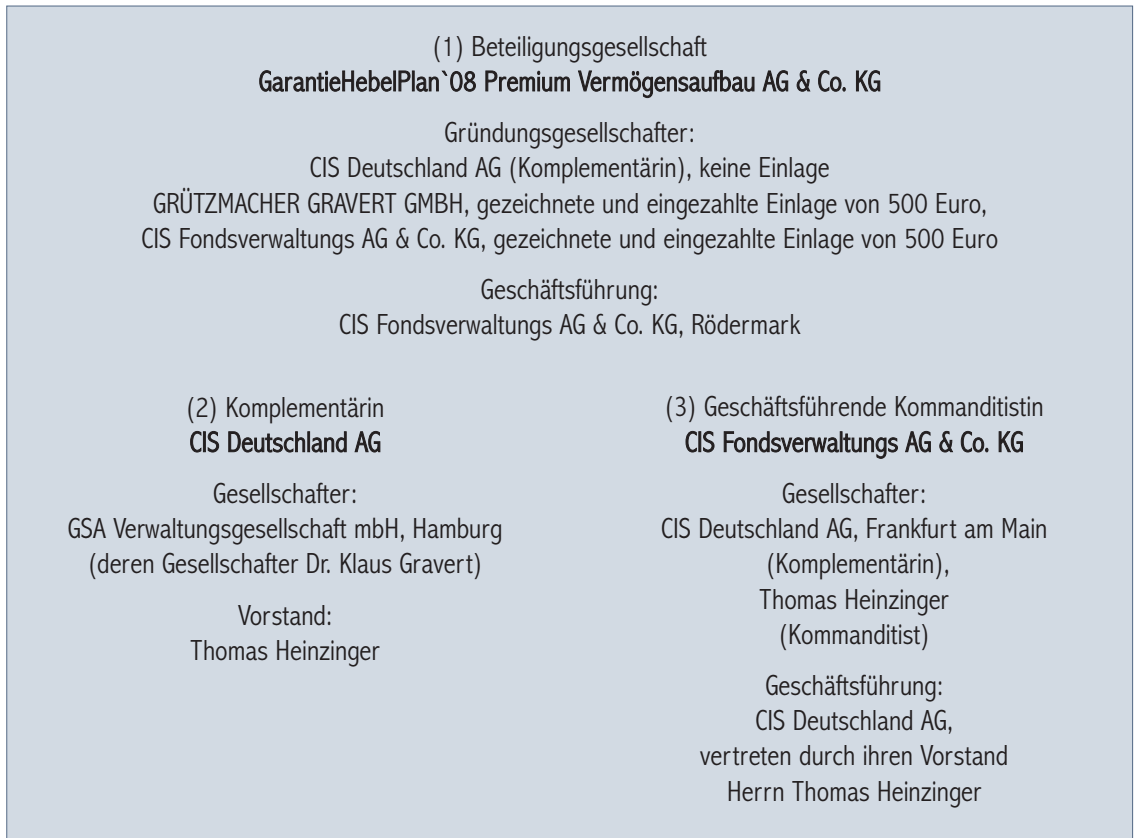 (1) Beteiligungsgesellschaft
GarantieHebelPlan`08 Premium Vermögensaufbau AG & Co. KG
Gründungsgesellschafter:
CIS Deutschland AG (Komplementärin), keine Einlage
GRÜTZMACHER GRAVERT GMBH, gezeichnete und eingezahlte Einlage von 500 Euro,
CIS Fondsverwaltungs AG & Co. KG, gezeichnete und eingezahlte Einlage von 500 Euro
Geschäftsführung:
CIS Fondsverwaltungs AG & Co. KG, Rödermark
(2) Komplementärin
CIS Deutschland AG
Gesellschafter:
GSA Verwaltungsgesellschaft mbH, Hamburg
(deren Gesellschafter Dr. Klaus Gravert)
Vorstand:
Thomas Heinzinger
(3) Geschäftsführende Kommanditistin
CIS Fondsverwaltungs AG & Co. KG
Gesellschafter:
CIS Deutschland AG, Frankfurt am Main
(Komplementärin),
Thomas Heinzinger
(Kommanditist)
Geschäftsführung:
CIS Deutschland AG,
vertreten durch ihren Vorstand
Herrn Thomas Heinzinger